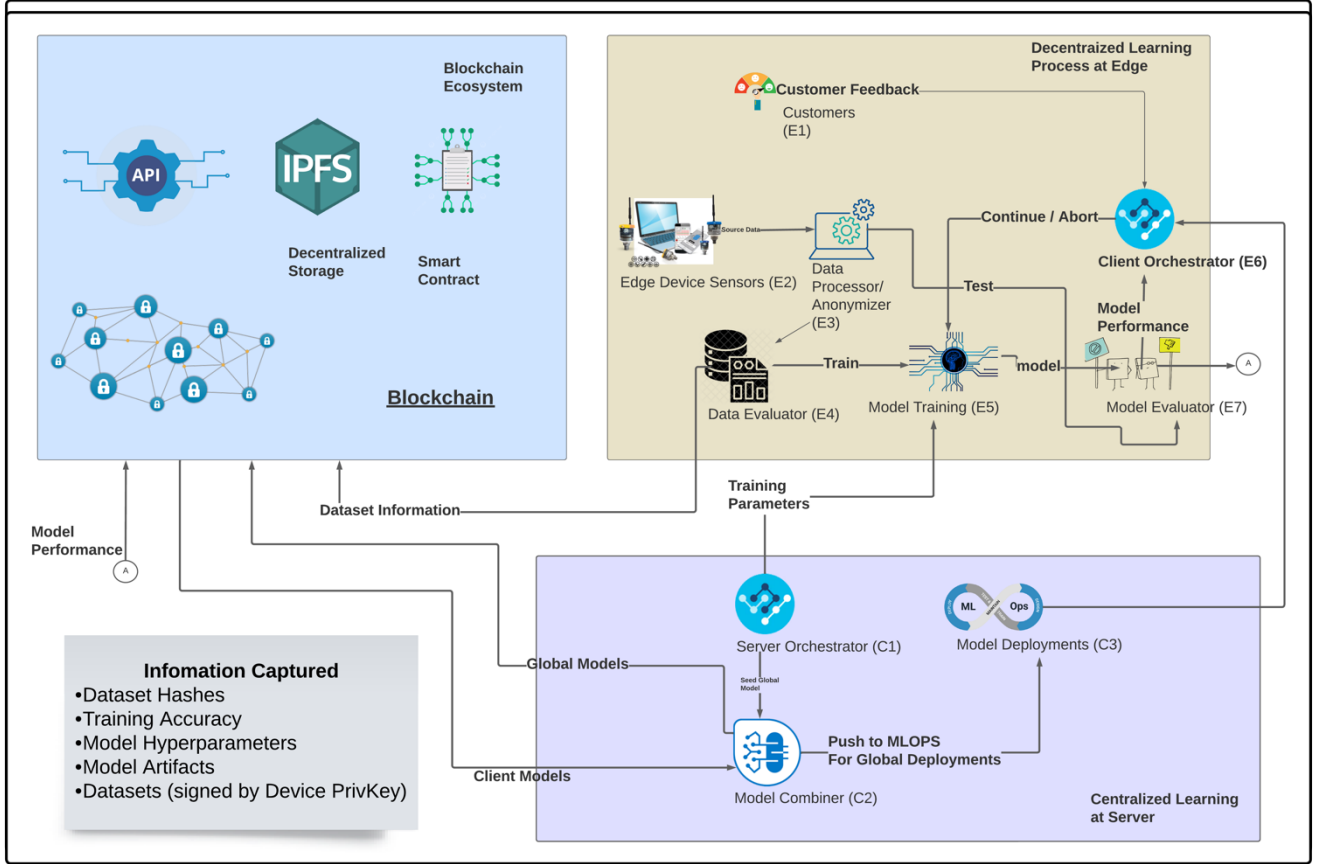 Blockchain
Ecosystem
API
IPFS
Decentralized
Storage
Smart
Contract
Blockchain
Decentraized Learning
Process at Edge
Customer Feedback
Customers
(E1)
Source Data
Edge Device Sensors (E2)
Data
Processor/
Anonymizer
(E3)
Continue / Abort
Client Orchestrator (E6)
Test
Model
Performance
Train
model
A
Data Evaluator (E4)
Model Training (E5)
Model Evaluator (E7)
Training
Parameters
Dataset Information
Model
Performance
A
Server Orchestrator (C1)
ML
Ops
Model Deployments (C3)
Global Models
Seed Global
Model
Push to MLOPS
For Global Deployments
Client Models
Model Combiner (C2)
Centralized Learning
at Server
Infomation Captured
•Dataset Hashes
•Training Accuracy
•Model Hyperparameters
•Model Artifacts
•Datasets (signed by Device PrivKey)